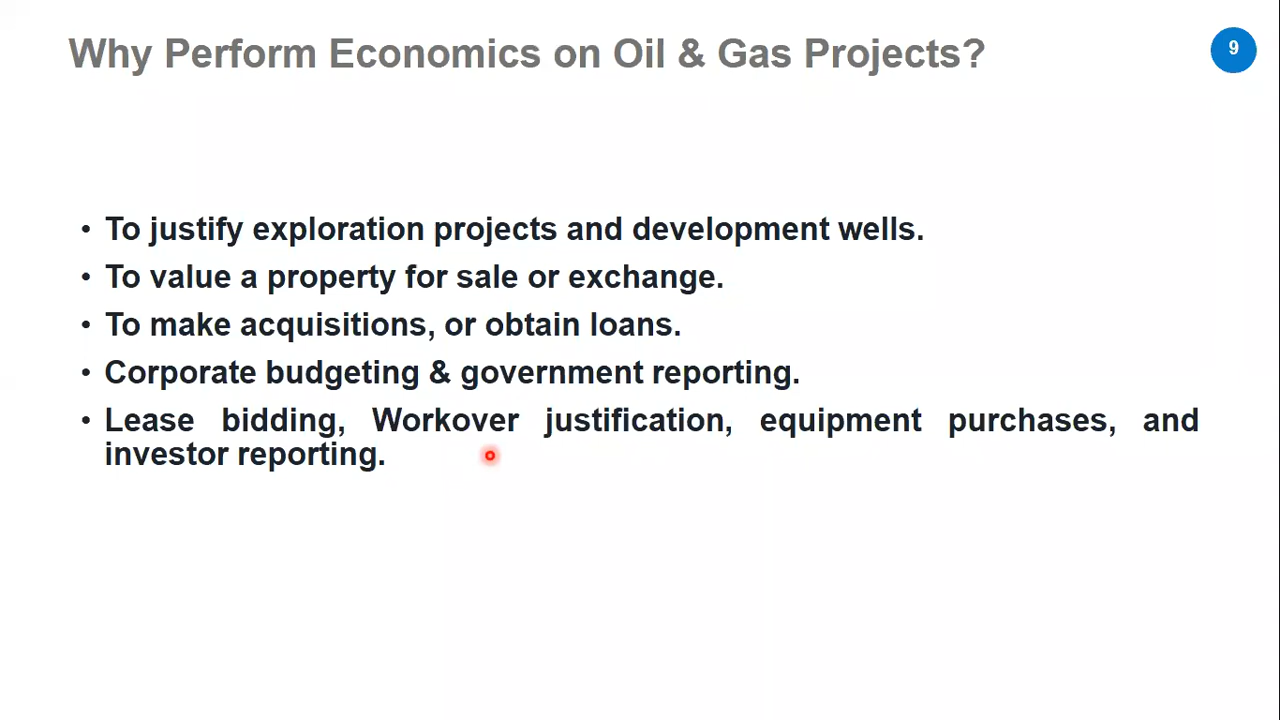 Why Perform Economics on Oil & Gas Projects?
9
• To justify exploration projects and development wells.
• To value a property for sale or exchange.
• To make acquisitions, or obtain loans.
• Corporate budgeting & government reporting.
• Lease bidding, Workover justification, equipment purchases, and
investor reporting.